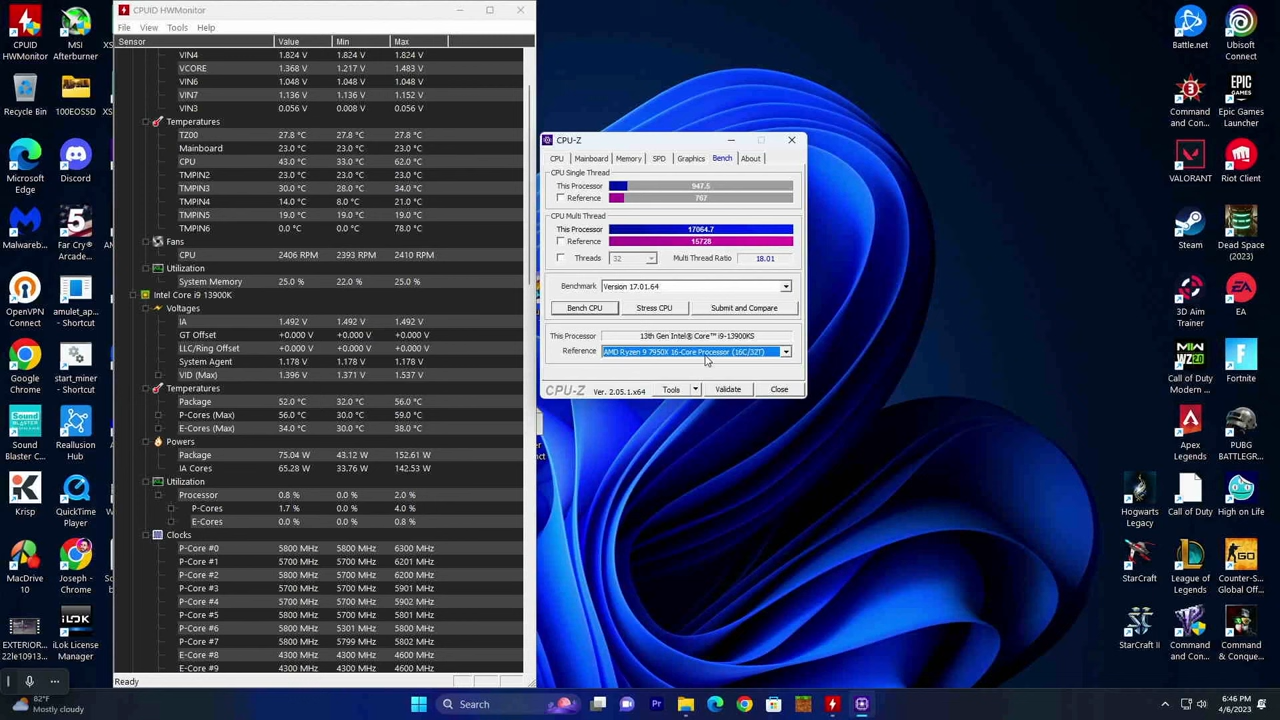 CPUID HWMonitor
File View Tools Help
Sensor Value Min Max
VIN4 1.824 V 1.824 V 1.824 V
VCORE 1.368 V 1.217 V 1.483 V
VIN6 1.048 V 1.048 V 1.048 V
VIN7 1.136 V 1.136 V 1.152 V
VIN3 0.056 V 0.008 V 0.056 V
Temperatures
TZ00 27.8 °C 27.8 °C 27.8 °C
Mainboard 23.0 °C 23.0 °C 23.0 °C
CPU 43.0 °C 33.0 °C 62.0 °C
TMPIN2 23.0 °C 23.0 °C 23.0 °C
TMPIN3 30.0 °C 28.0 °C 34.0 °C
TMPIN4 14.0 °C 8.0 °C 21.0 °C
TMPIN5 19.0 °C 19.0 °C 19.0 °C
TMPIN6 0.0 °C 0.0 °C 78.0 °C
Fans
CPU 2406 RPM 2393 RPM 2410 RPM
Utilization
System Memory 25.0 % 22.0 % 25.0 %
Intel Core i9 13900K
Voltages
IA 1.492 V 1.492 V 1.492 V
GT Offset +0.000 V +0.000 V +0.000 V
LLC/Ring Offset +0.000 V +0.000 V +0.000 V
System Agent +0.000 V +0.000 V +0.000 V
VID (Max) 1.396 V 1.371 V 1.537 V
Temperatures
Package 52.0 °C 32.0 °C 61.0 °C
P-Cores (Max) 56.0 °C 30.0 °C 59.0 °C
E-Cores (Max) 34.0 °C 30.0 °C 38.0 °C
Powers
Package 75.04 W 43.12 W 152.61 W
IA Cores 65.28 W 33.76 W 142.53 W
Utilization
Processor 0.8 % 0.0 % 2.0 %
P-Cores 1.7 % 0.0 % 4.0 %
E-Cores 0.0 % 0.0 % 0.8 %
Clocks
P-Core #0 5800 MHz 5800 MHz 6300 MHz
P-Core #1 5700 MHz 5700 MHz 6201 MHz
P-Core #2 5800 MHz 5700 MHz 6200 MHz
P-Core #3 5700 MHz 5700 MHz 5901 MHz
P-Core #4 5700 MHz 5700 MHz 5902 MHz
P-Core #5 5800 MHz 5700 MHz 5801 MHz
P-Core #6 5800 MHz 5301 MHz 5800 MHz
P-Core #7 5800 MHz 5799 MHz 5802 MHz
E-Core #8 4300 MHz 4300 MHz 4600 MHz
E-Core #9 4300 MHz 4300 MHz 4600 MHz
Ready
CPU-Z
CPU Mainboard Memory SPD Graphics Bench About
CPU Single Thread
This Processor 947.5
Reference 767
CPU Multi Thread
This Processor 17064.7
Reference 15728
Threads 32 Multi Thread Ratio 18.01
Benchmark Version 17.01.64
Bench CPU Stress CPU Submit and Compare
This Processor 13th Gen Intel® Core™ i9-13900KS
Reference AMD Ryzen 9 7950X 16-Core Processor (16C/32T)
CPU-Z Ver. 2.05.1.x64 Tools Validate Close
CPUID
HWMonitor
MSI
Afterburner
Recycle Bin
100EOS5D
Microsoft
Edge
Discord
Malwareb...
Far Cry®
Arcades...
OpenVPN
Connect
amulet_ap...
Installer
Google
Chrome
start_miner
- Shortcut
Sound
Blaster C...
Reallusion
Hub
Krisp
QuickTime
Player
MacDrive
10
Joseph -
Chrome
EXTERIOR...
22le10913...
iLok License
Manager
Battle.net
Ubisoft
Connect
Command
and Con...
Epic Games
Launcher
VALORANT
Riot Client
Steam
Dead Space
(2023)
Overwatch
EA
Call of Duty
Modern ...
Fortnite
Apex
Legends
PUBG
BATTLEGR...
Hogwarts
Legacy
Call of Duty
High on Life
StarCraft
League of
Legends
Counter-S...
Global Off...
StarCraft II
Command
and Con...
Command
& Conque...
82°F
Mostly cloudy
Search
6:46 PM
4/6/2023